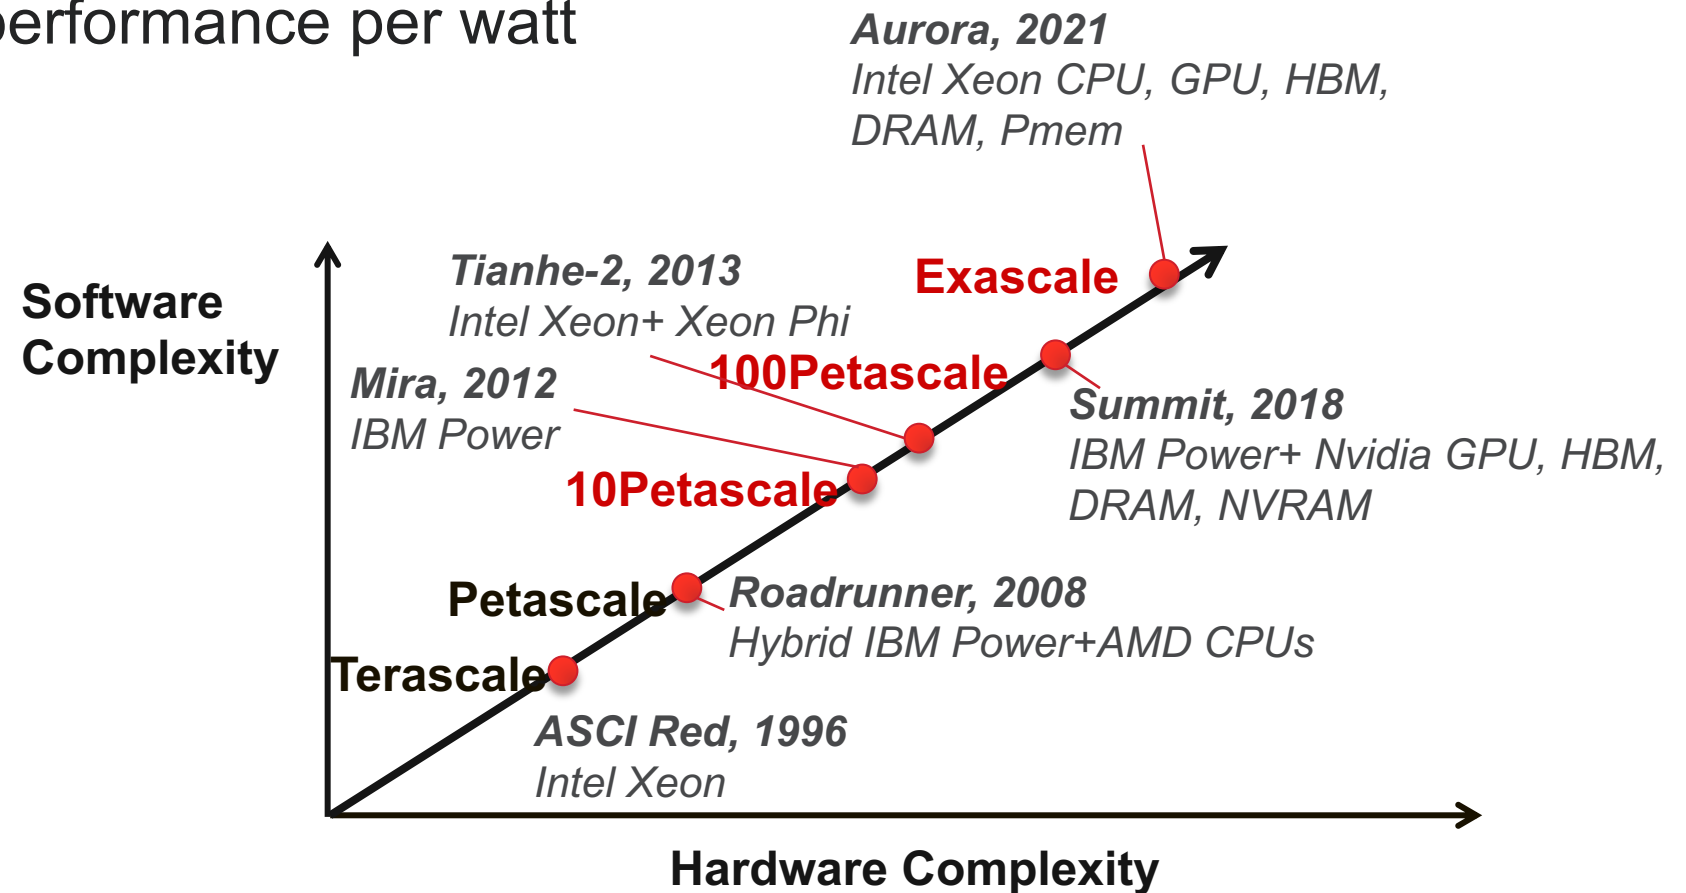 performance per watt
Aurora, 2021
Intel Xeon CPU, GPU, HBM,
DRAM, Pmem
Software
Complexity
Tianhe-2, 2013
Intel Xeon+ Xeon Phi
Exascale
Mira, 2012
IBM Power
100Petascale
Summit, 2018
IBM Power+ Nvidia GPU, HBM,
DRAM, NVRAM
10Petascale
Petascale
Roadrunner, 2008
Hybrid IBM Power+AMD CPUs
Terascale
ASCI Red, 1996
Intel Xeon
Hardware Complexity